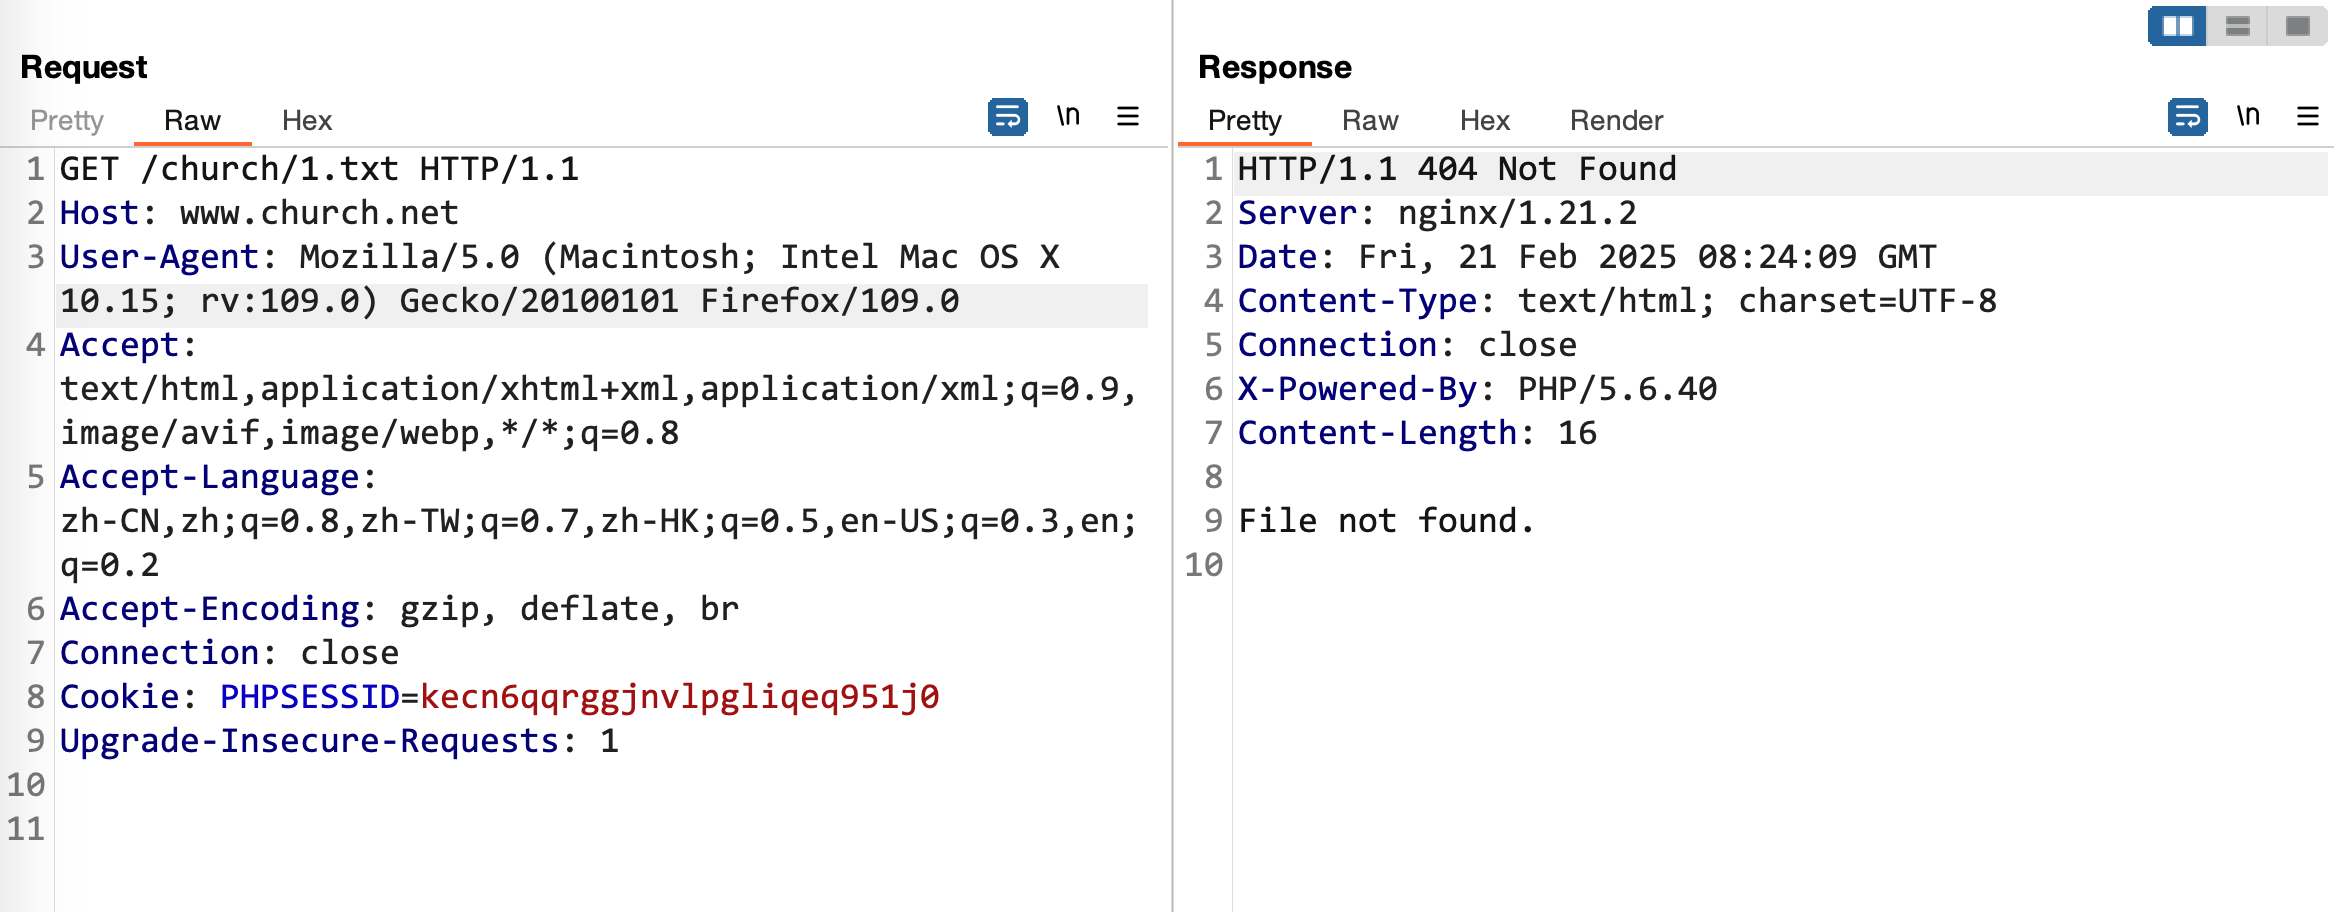 Request
Pretty Raw Hex \n
1 GET /church/1.txt HTTP/1.1
2 Host: www.church.net
3 User-Agent: Mozilla/5.0 (Macintosh; Intel Mac OS X
10.15; rv:109.0) Gecko/20100101 Firefox/109.0
4 Accept:
text/html,application/xhtml+xml,application/xml;q=0.9,
image/avif,image/webp,*/*;q=0.8
5 Accept-Language:
zh-CN,zh;q=0.8,zh-TW;q=0.7,zh-HK;q=0.5,en-US;q=0.3,en;
q=0.2
6 Accept-Encoding: gzip, deflate, br
7 Connection: close
8 Cookie: PHPSESSID=kecn6qqrggjnvlpgliqeq951j0
9 Upgrade-Insecure-Requests: 1
10
11
Response
Pretty Raw Hex Render \n
1 HTTP/1.1 404 Not Found
2 Server: nginx/1.21.2
3 Date: Fri, 21 Feb 2025 08:24:09 GMT
4 Content-Type: text/html; charset=UTF-8
5 Connection: close
6 X-Powered-By: PHP/5.6.40
7 Content-Length: 16
8
9 File not found.
10